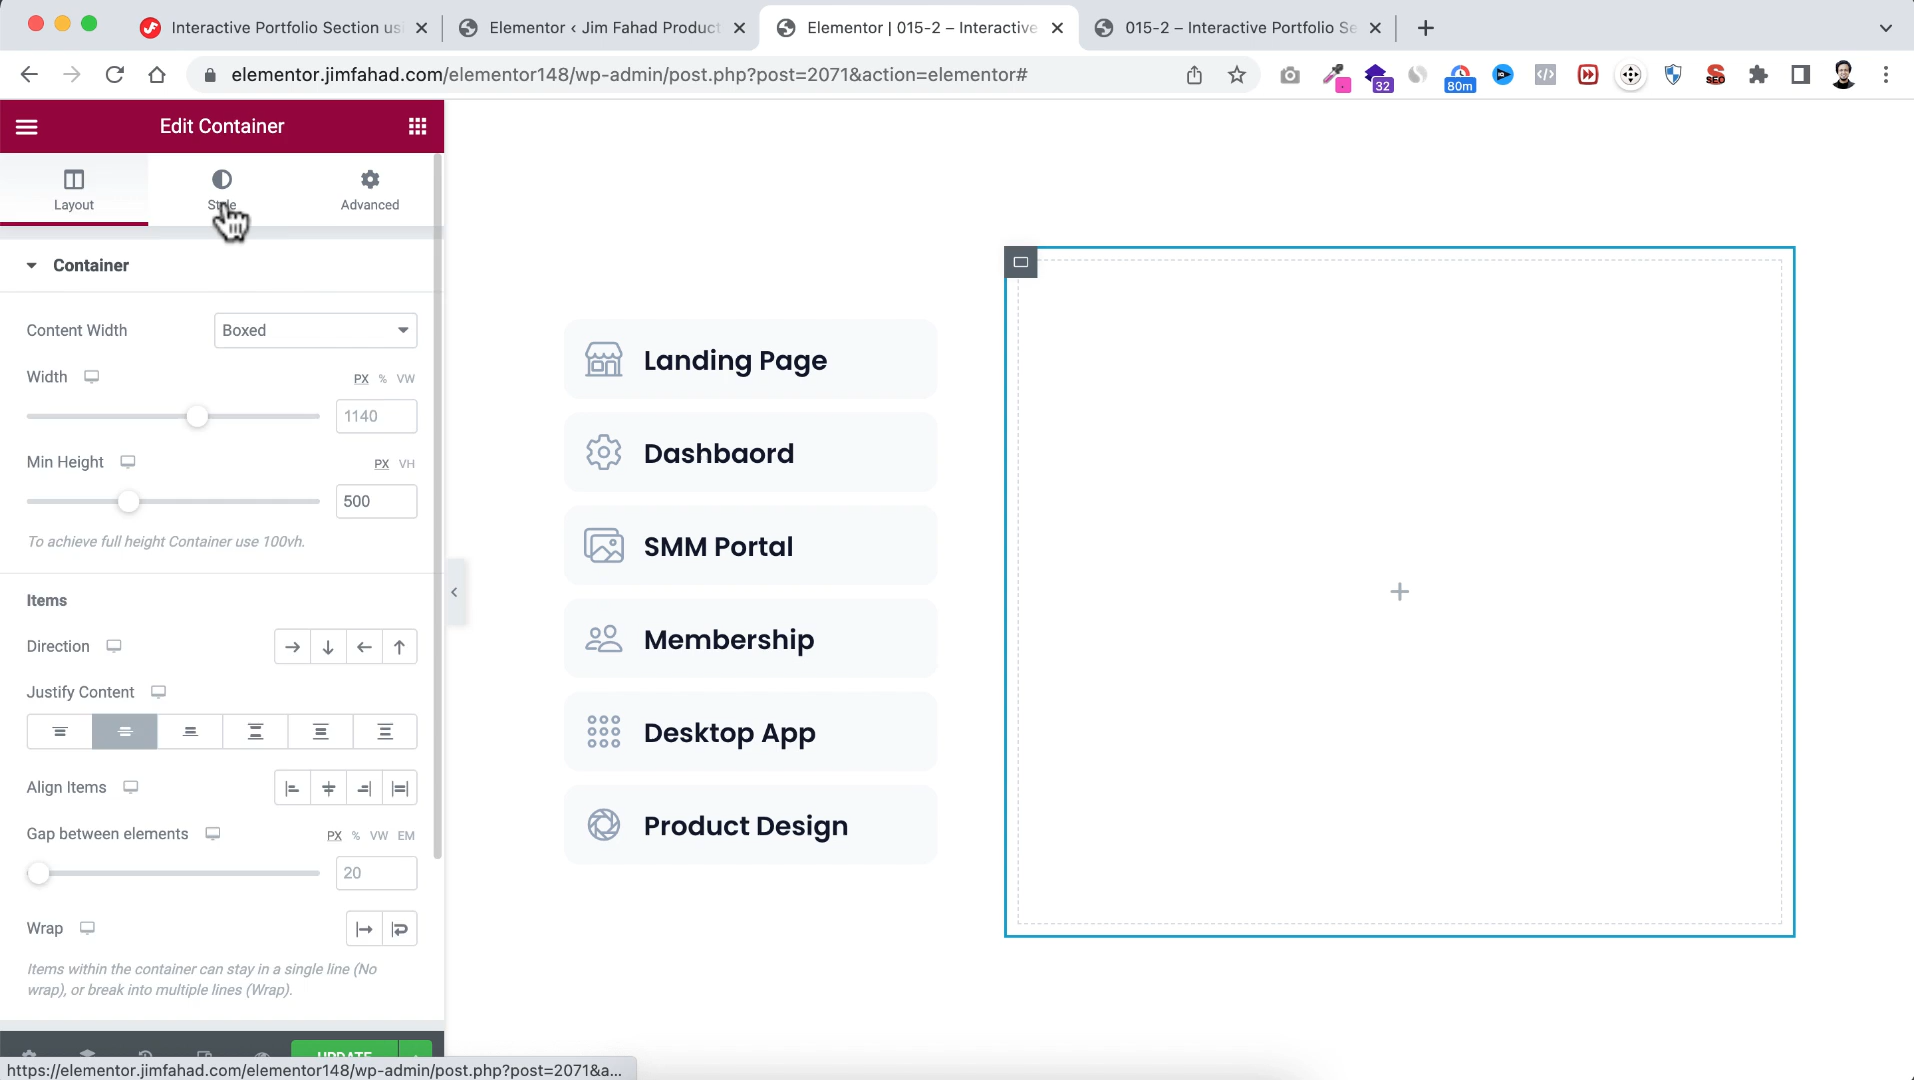 Interactive Portfolio Section us
Elementor ‹ Jim Fahad Product
Elementor | 015-2 – Interactive
015-2 – Interactive Portfolio Se
elementor.jimfahad.com/elementor148/wp-admin/post.php?post=2071&action=elementor#
32
80m
SEO
Edit Container
Layout
Style
Advanced
Container
Content Width
Boxed
Width
PX % VW
1140
Min Height
PX VH
500
To achieve full height Container use 100vh.
Items
Direction
Justify Content
Align Items
Gap between elements
PX % VW EM
20
Wrap
Items within the container can stay in a single line (No
wrap), or break into multiple lines (Wrap).
UPDATE
https://elementor.jimfahad.com/elementor148/wp-admin/post.php?post=2071&a...
Landing Page
Dashbaord
SMM Portal
Membership
Desktop App
Product Design